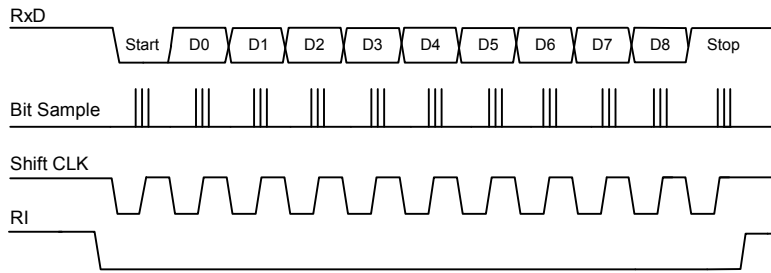 RxD
Start D0 D1 D2 D3 D4 D5 D6 D7 D8 Stop
Bit Sample
Shift CLK
RI